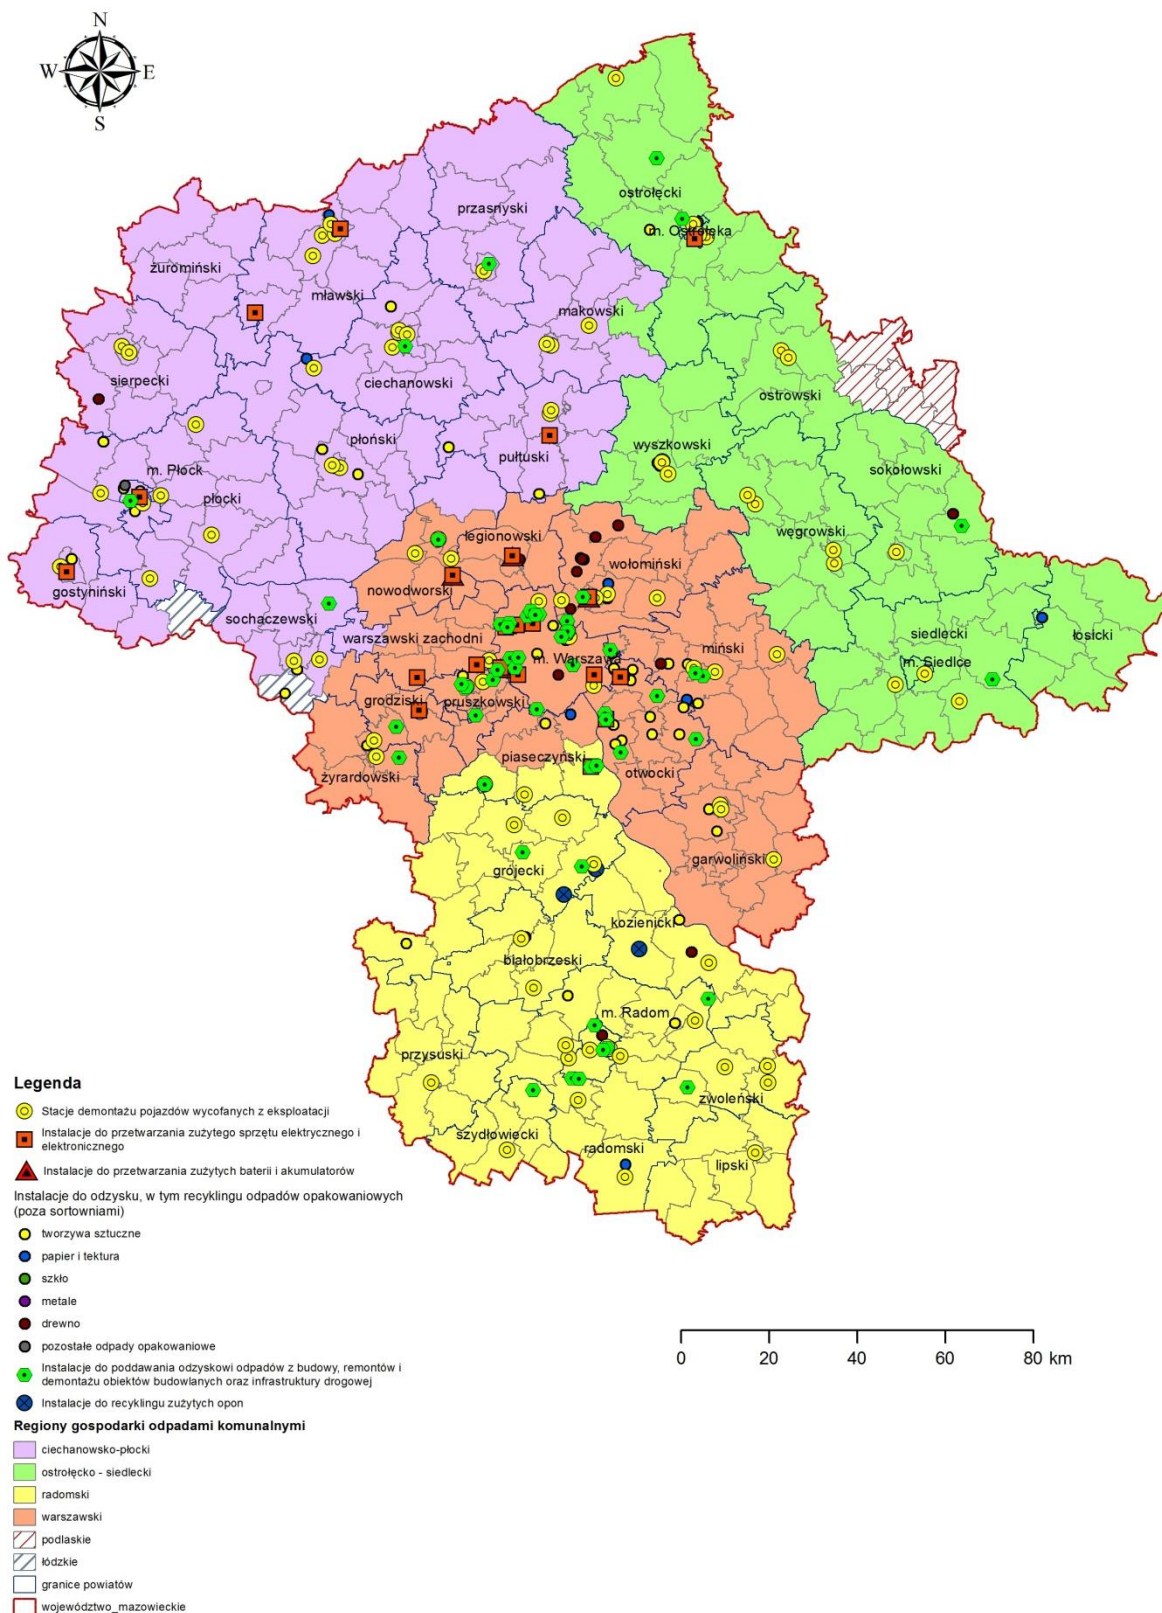 N
W E
S
ostrołęcki
m. Ostrołęka
przasnyski
żuromiński
mławski
makowski
sierpecki
ciechanowski
ostrowski
płoński
wyszkowski
m. Płock
pułtuski
sokołowski
płocki
węgrowski
legionowski
wołomiński
gostyniński
nowodworski
sochaczewski
warszawski zachodni
siedlecki
łosicki
m. Warszawa
miński
m. Siedlce
grodziski
pruszkowski
piaseczyński
otwocki
żyrardowski
garwoliński
grójecki
kozienicki
białobrzeski
m. Radom
przysuski
zwoleński
szydłowiecki
radomski
lipski
Legenda
Stacje demontażu pojazdów wycofanych z eksploatacji
Instalacje do przetwarzania zużytego sprzętu elektrycznego i
elektronicznego
Instalacje do przetwarzania zużytych baterii i akumulatorów
Instalacje do odzysku, w tym recyklingu odpadów opakowaniowych
(poza sortowniami)
tworzywa sztuczne
papier i tektura
szkło
metale
drewno
pozostałe odpady opakowaniowe
Instalacje do poddawania odzyskowi odpadów z budowy, remontów i
demontażu obiektów budowlanych oraz infrastruktury drogowej
Instalacje do recyklingu zużytych opon
Regiony gospodarki odpadami komunalnymi
ciechanowsko-płocki
ostrołęcko - siedlecki
radomski
warszawski
podlaskie
łódzkie
granice powiatów
województwo_mazowieckie
0 20 40 60 80 km